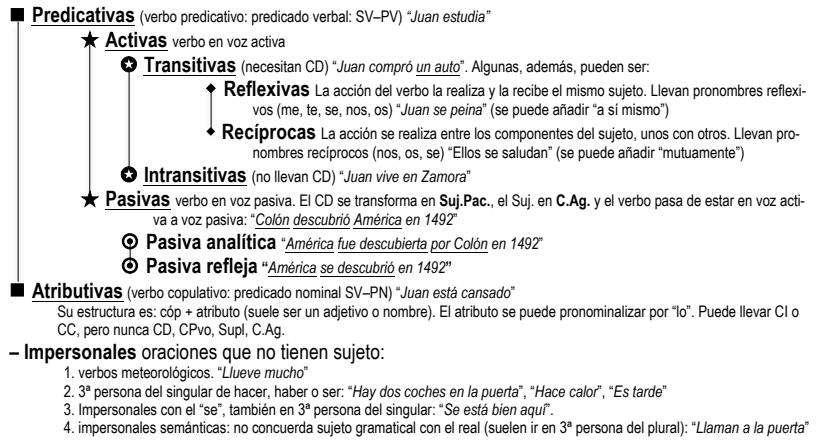 Predicativas (verbo predicativo: predicado verbal: SV–PV) “Juan estudia”
Activas verbo en voz activa
Transitivas (necesitan CD) “Juan compró un auto”. Algunas, además, pueden ser:
Reflexivas La acción del verbo la realiza y la recibe el mismo sujeto. Llevan pronombres reflexi-
vos (me, te, se, nos, os) “Juan se peina” (se puede añadir “a sí mismo”)
Recíprocas La acción se realiza entre los componentes del sujeto, unos con otros. Llevan pro-
nombres recíprocos (nos, os, se) “Ellos se saludan” (se puede añadir “mutuamente”)
Intransitivas (no llevan CD) “Juan vive en Zamora”
Pasivas verbo en voz pasiva. El CD se transforma en Suj.Pac., el Suj. en C.Ag. y el verbo pasa de estar en voz acti-
va a voz pasiva: “Colón descubrió América en 1492”
Pasiva analítica “América fue descubierta por Colón en 1492”
Pasiva refleja “América se descubrió en 1492”
Atributivas (verbo copulativo: predicado nominal SV–PN) “Juan está cansado”
Su estructura es: cóp + atributo (suele ser un adjetivo o nombre). El atributo se puede pronominalizar por “lo”. Puede llevar CI o
CC, pero nunca CD, CPvo, Supl, C.Ag.
– Impersonales oraciones que no tienen sujeto:
1. verbos meteorológicos. “Llueve mucho”
2. 3ª persona del singular de hacer, haber o ser: “Hay dos coches en la puerta”, “Hace calor”, “Es tarde”
3. Impersonales con el “se”, también en 3ª persona del singular: “Se está bien aquí”.
4. impersonales semánticas: no concuerda sujeto gramatical con el real (suelen ir en 3ª persona del plural): “Llaman a la puerta”